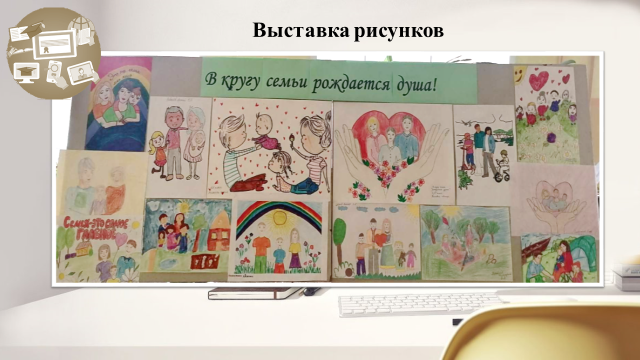 Выставка рисунков
В кругу семьи рождается душа!
Семья-это самое
главное